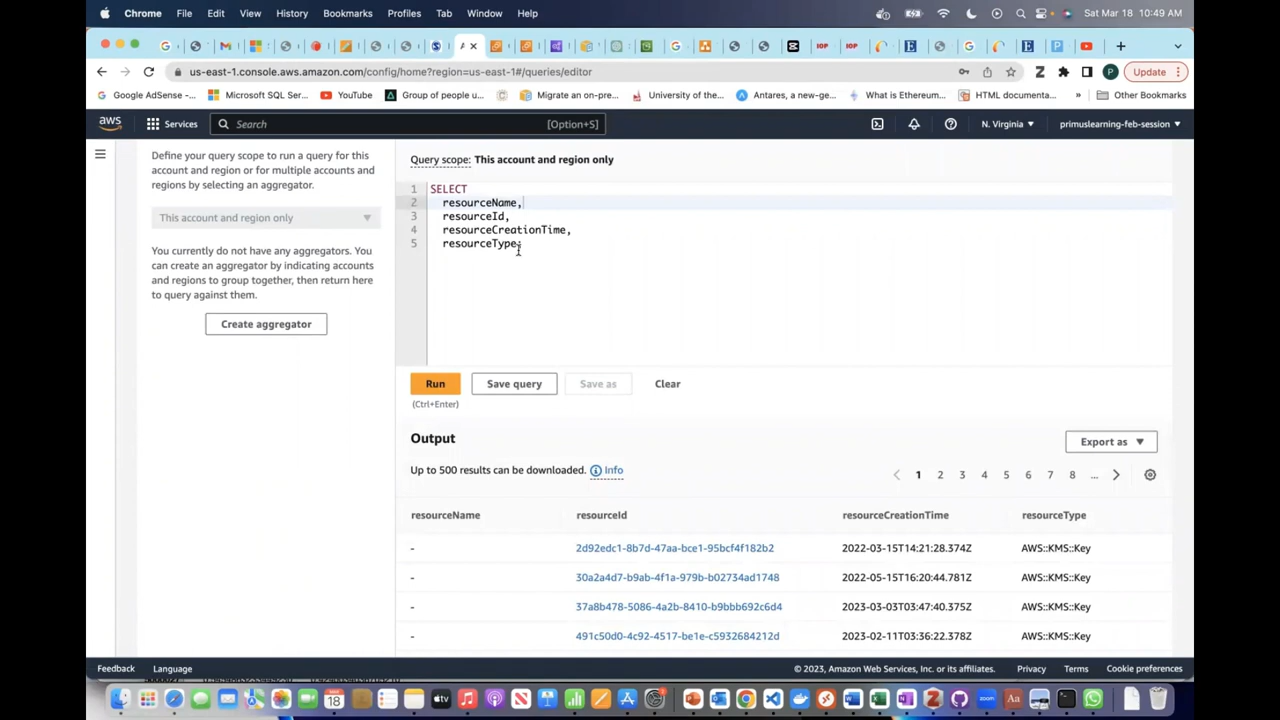 Chrome File Edit View History Bookmarks Profiles Tab Window Help Sat Mar 18 10:49 AM
us-east-1.console.aws.amazon.com/config/home?region=us-east-1#/queries/editor Update
Google AdSense -... Microsoft SQL Ser... YouTube Group of people u... Migrate an on-pre... University of the... Antares, a new-ge... What is Ethereum... HTML documenta... » Other Bookmarks
aws Services Search [Option+S] N. Virginia primuslearning-feb-session
Define your query scope to run a query for this
account and region or for multiple accounts and
regions by selecting an aggregator.
This account and region only
You currently do not have any aggregators. You
can create an aggregator by indicating accounts
and regions to group together, then return here
to query against them.
Create aggregator
Query scope: This account and region only
1 SELECT
2 resourceName,
3 resourceId,
4 resourceCreationTime,
5 resourceType;
Run Save query Save as Clear
(Ctrl+Enter)
Output Export as
Up to 500 results can be downloaded. Info 1 2 3 4 5 6 7 8 ...
resourceName resourceId resourceCreationTime resourceType
- 2d92edc1-8b7d-47aa-bce1-95bcf4f182b2 2022-03-15T14:21:28.374Z AWS::KMS::Key
- 30a2a4d7-b9ab-4f1a-979b-b02734ad1748 2022-05-15T16:20:44.781Z AWS::KMS::Key
- 37a8b478-5086-4a2b-8410-b9bbb692c6d4 2023-03-03T03:47:40.375Z AWS::KMS::Key
- 491c50d0-4c92-4517-be1e-c5932684212d 2023-02-11T03:36:22.378Z AWS::KMS::Key
Feedback Language © 2023, Amazon Web Services, Inc. or its affiliates. Privacy Terms Cookie preferences